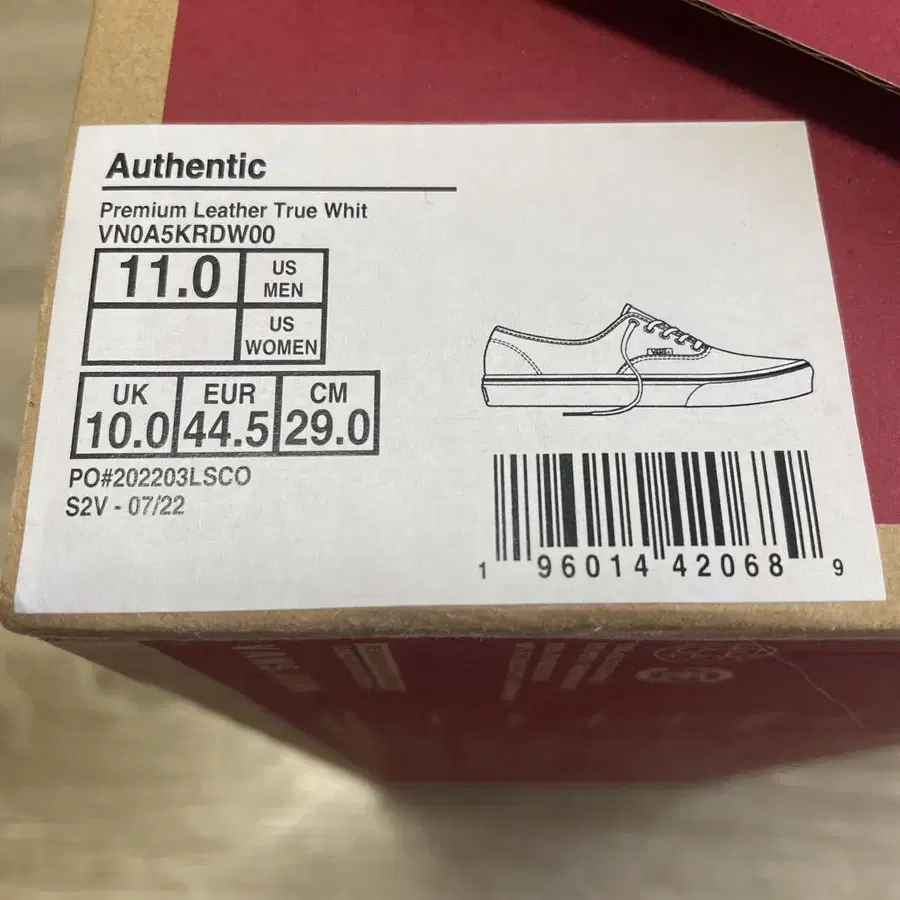 Authentic
Premium Leather True Whit
VN0A5KRDW00
11.0 US MEN
US WOMEN
UK EUR CM
10.0 44.5 29.0
PO#202203LSCO
S2V - 07/22
VANS
1 96014 42068 9